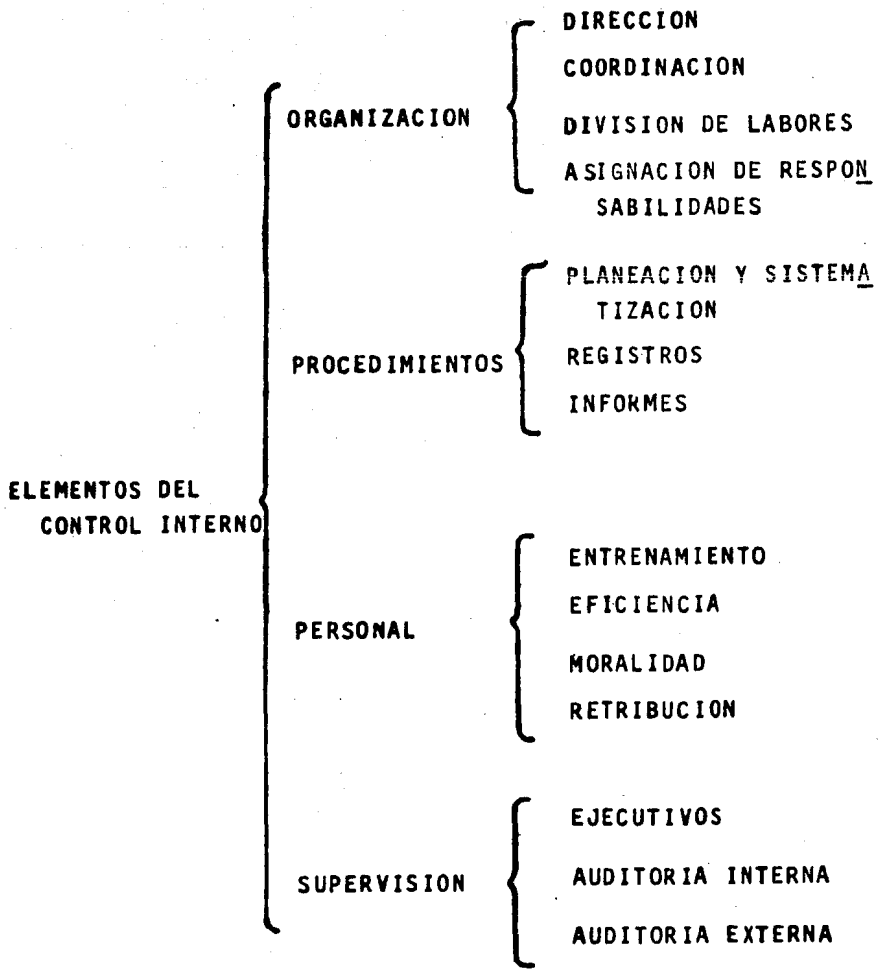 ELEMENTOS DEL
CONTROL INTERNO
ORGANIZACION
DIRECCION
COORDINACION
DIVISION DE LABORES
ASIGNACION DE RESPON
SABILIDADES
PROCEDIMIENTOS
PLANEACION Y SISTEMA
TIZACION
REGISTROS
INFORMES
PERSONAL
ENTRENAMIENTO
EFICIENCIA
MORALIDAD
RETRIBUCION
SUPERVISION
EJECUTIVOS
AUDITORIA INTERNA
AUDITORIA EXTERNA